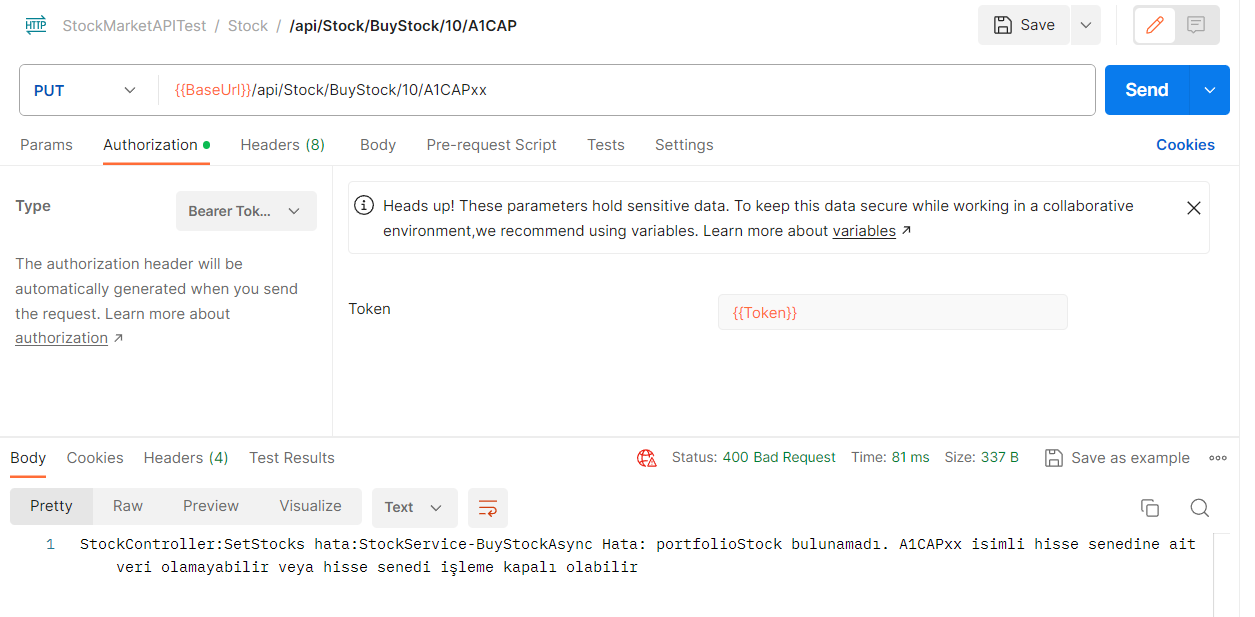 HTTP StockMarketAPITest / Stock / /api/Stock/BuyStock/10/A1CAP Save
PUT {{BaseUrl}}/api/Stock/BuyStock/10/A1CAPxx Send
Params Authorization Headers (8) Body Pre-request Script Tests Settings Cookies
Type Bearer Tok...
The authorization header will be
automatically generated when you send
the request. Learn more about
authorization ↗
Heads up! These parameters hold sensitive data. To keep this data secure while working in a collaborative
environment,we recommend using variables. Learn more about variables ↗
Token {{Token}}
Body Cookies Headers (4) Test Results Status: 400 Bad Request Time: 81 ms Size: 337 B Save as example
Pretty Raw Preview Visualize Text
1 StockController:SetStocks hata:StockService-BuyStockAsync Hata: portfolioStock bulunamadı. A1CAPxx isimli hisse senedine ait
veri olamayabilir veya hisse senedi işleme kapalı olabilir